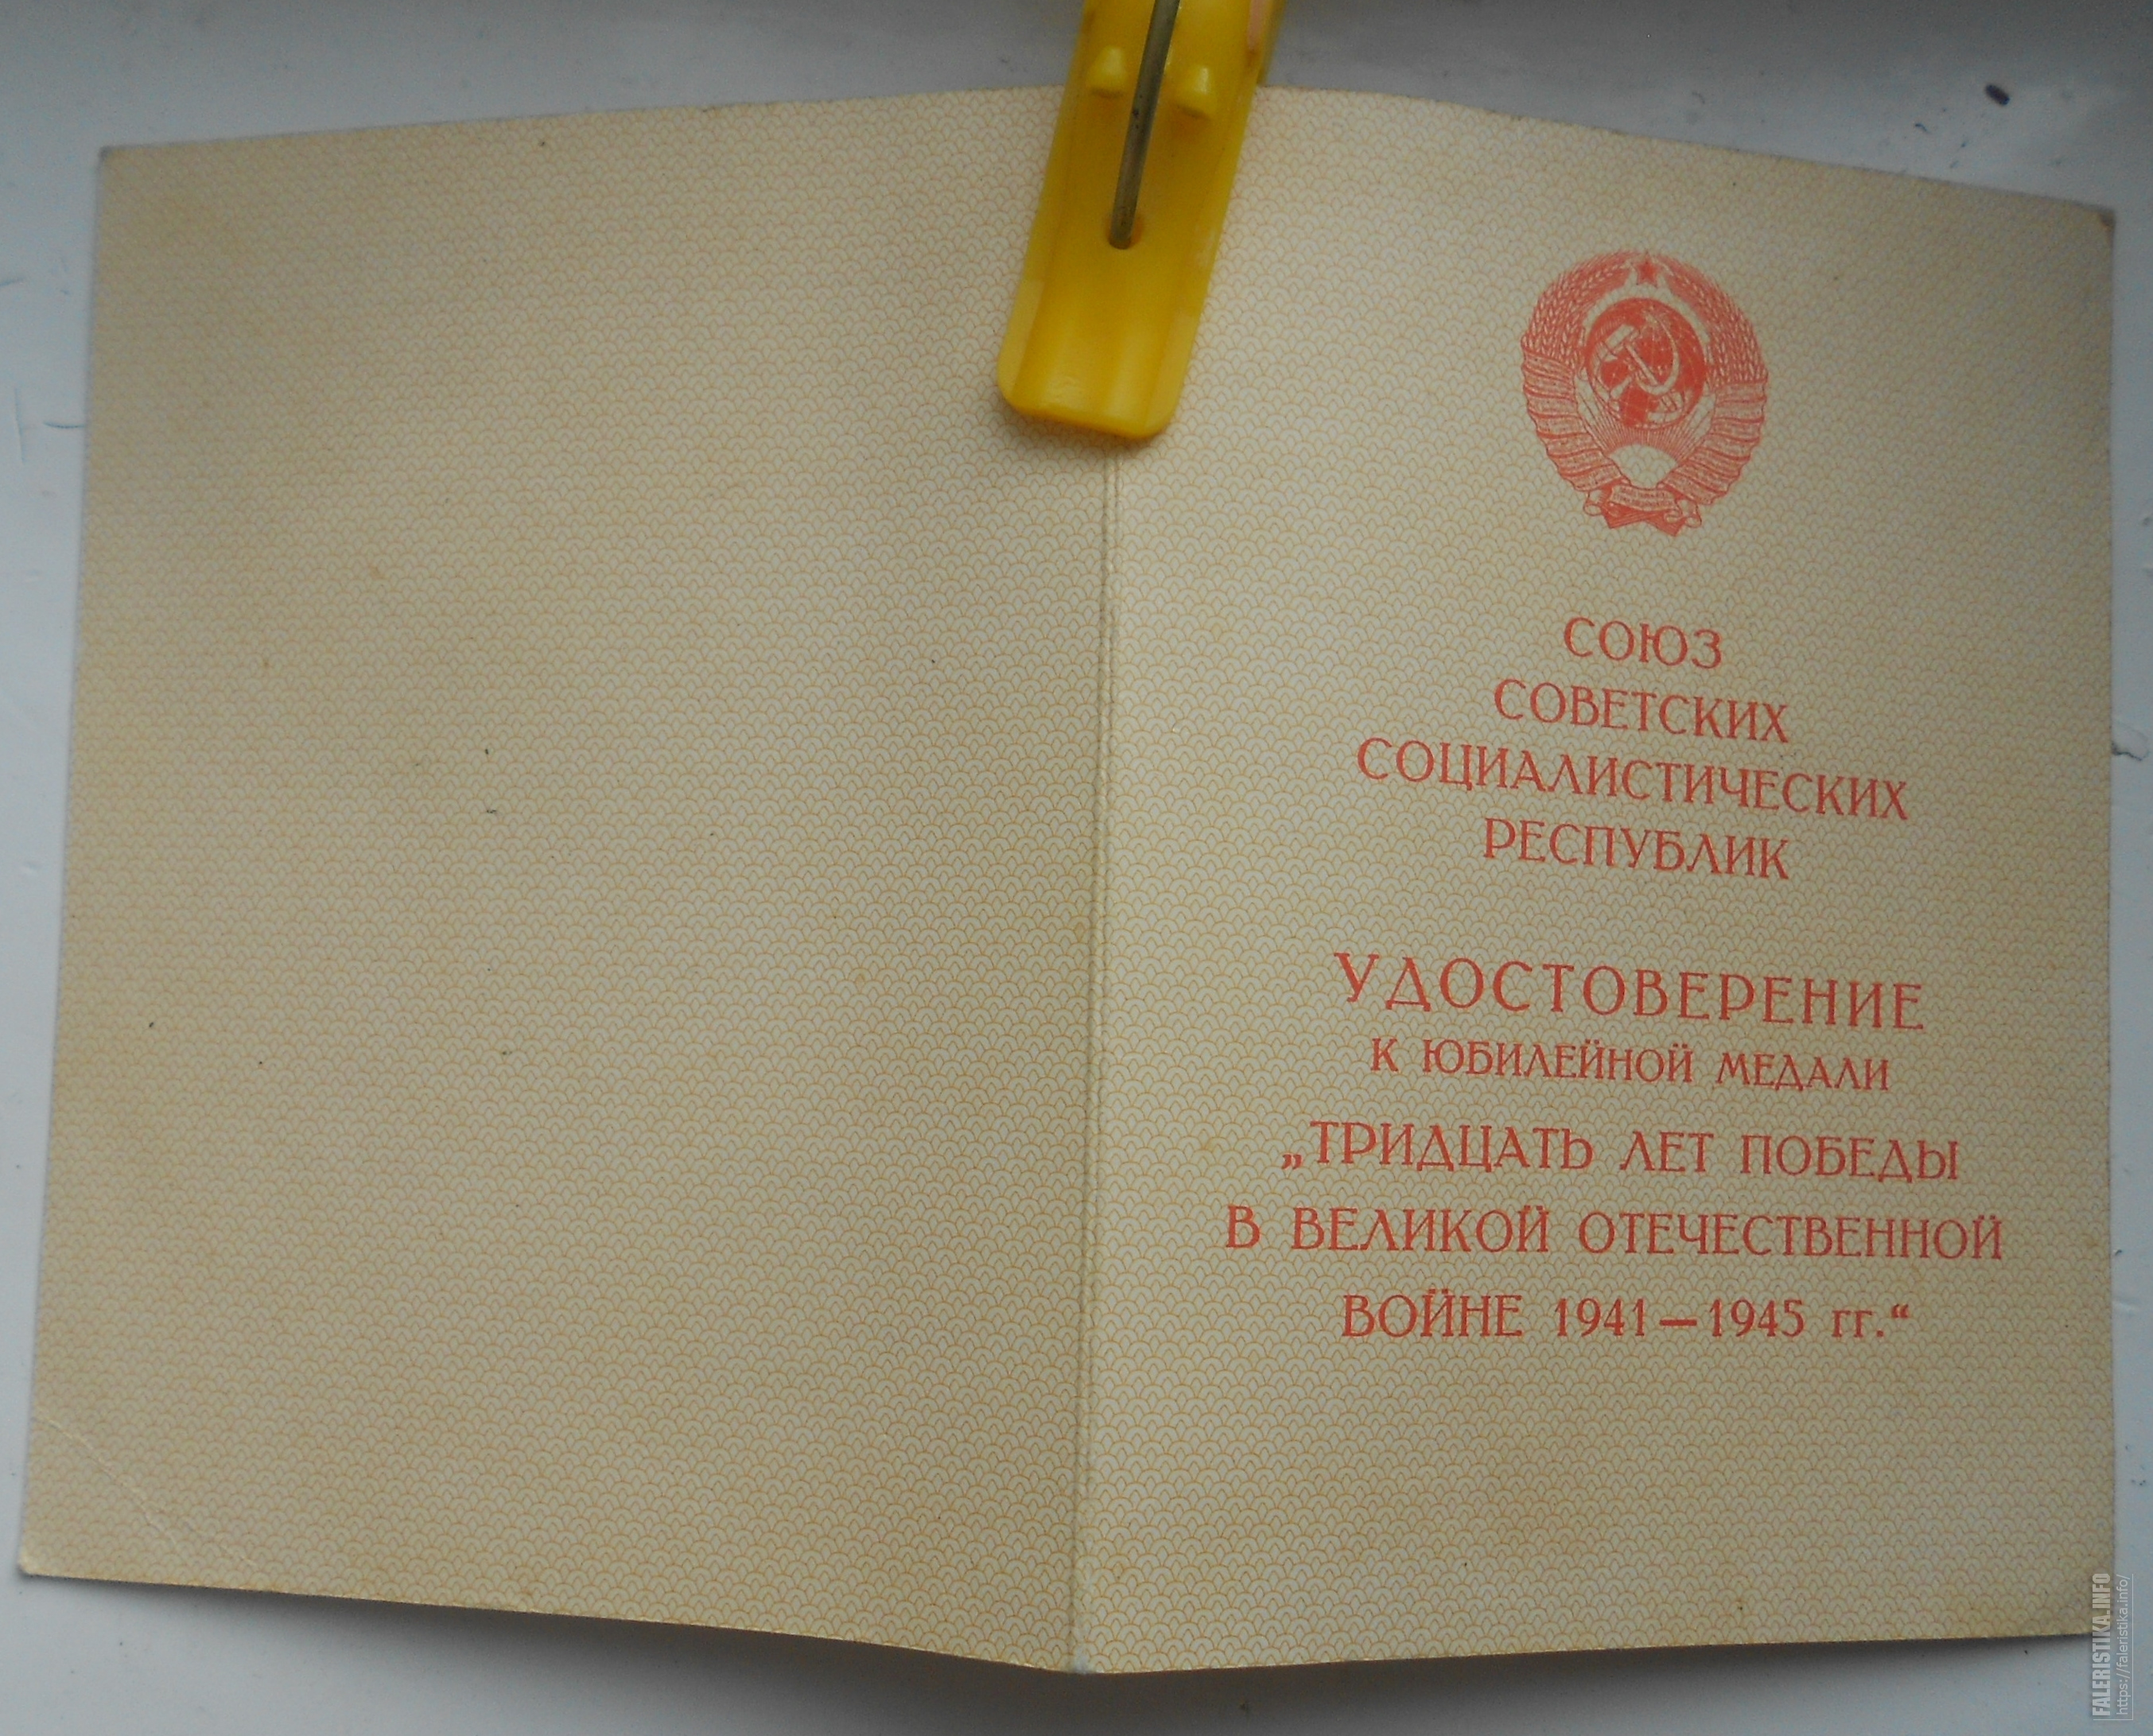 СОЮЗ
СОВЕТСКИХ
СОЦИАЛИСТИЧЕСКИХ
РЕСПУБЛИК
УДОСТОВЕРЕНИЕ
К ЮБИЛЕЙНОЙ МЕДАЛИ
„ТРИДЦАТЬ ЛЕТ ПОБЕДЫ
В ВЕЛИКОЙ ОТЕЧЕСТВЕННОЙ
ВОЙНЕ 1941—1945 гг.“
FALERISTIKA.INFO
https://faleristika.info/